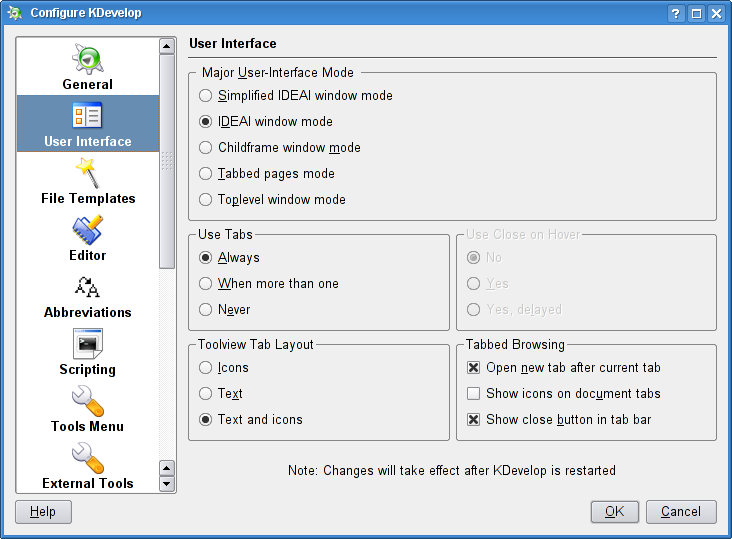 Configure KDevelop
General
User Interface
File Templates
Editor
Abbreviations
Scripting
Tools Menu
External Tools
User Interface
Major User-Interface Mode
Simplified IDEAl window mode
IDEAl window mode
Childframe window mode
Tabbed pages mode
Toplevel window mode
Use Tabs
Always
When more than one
Never
Use Close on Hover
No
Yes
Yes, delayed
Toolview Tab Layout
Icons
Text
Text and icons
Tabbed Browsing
Open new tab after current tab
Show icons on document tabs
Show close button in tab bar
Note: Changes will take effect after KDevelop is restarted
Help
OK
Cancel